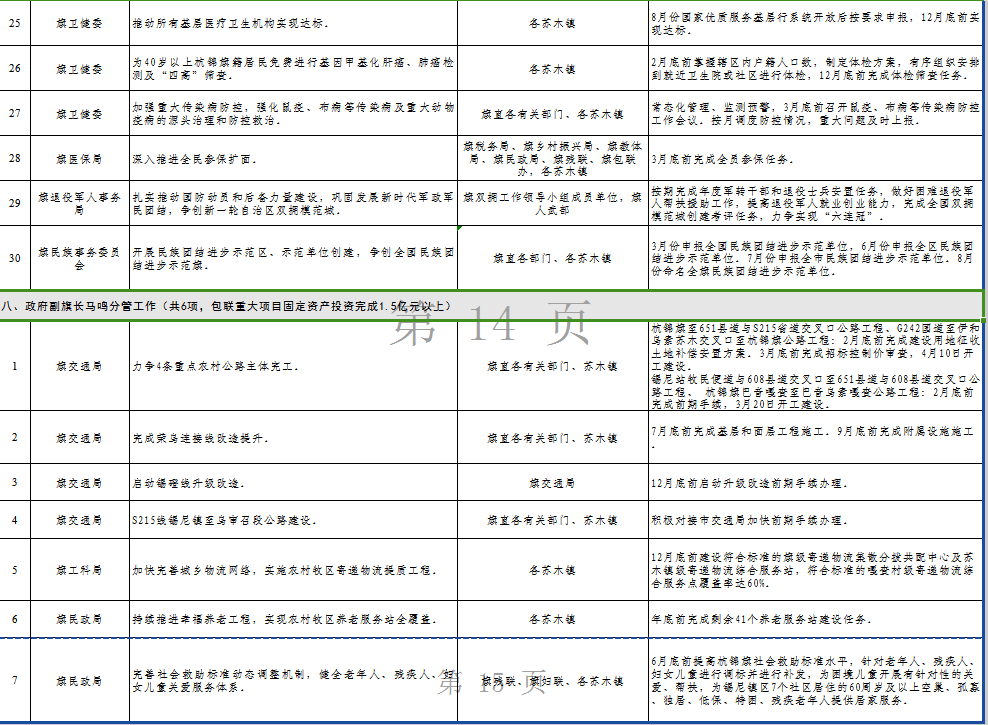 25 旗卫健委 推动所有基层医疗卫生机构实现达标。 各苏木镇 8月份国家优质服务基层行系统开放后按要求申报，12月底前实
现达标。
26 旗卫健委 为40岁以上杭锦旗籍居民免费进行基因甲基化肝癌、肺癌检
测及“四高”筛查。 各苏木镇 2月底前掌握辖区内户籍人口数，制定体检方案，有序组织安排
到就近卫生院或社区进行体检，12月底前完成体检筛查任务。
27 旗卫健委 加强重大传染病防控，强化鼠疫、布病等传染病及重大动物
疫病的源头治理和防控救治。 旗直各有关部门、各苏木镇 常态化管理、监测预警，3月底前召开鼠疫、布病等传染病防控
工作会议。按月调度防控情况，重大问题及时上报。
28 旗医保局 深入推进全民参保扩面。 旗税务局、旗乡村振兴局、旗教体
局、旗民政局、旗残联、旗包联
办，各苏木镇 3月底前完成全员参保任务。
29 旗退役军人事务
局 扎实推动国防动员和后备力量建设，巩固发展新时代军政军
民团结，争创新一轮自治区双拥模范城。 旗双拥工作领导小组成员单位，旗
人武部 按期完成年度军转干部和退役士兵安置任务，做好困难退役军
人帮扶援助工作，提高退役军人就业创业能力，完成全国双拥
模范城创建考评任务，力争实现“六连冠”。
30 旗民族事务委员
会 开展民族团结进步示范区、示范单位创建，争创全国民族团
结进步示范旗。 旗直各部门、各苏木镇 3月份申报全国民族团结进步示范单位，6月份申报全区民族团
结进步示范单位。7月份申报全市民族团结进步示范单位。8月
份命名全旗民族团结进步示范单位。
八、政府副旗长马鸣分管工作（共6项，包联重大项目固定资产投资完成1.5亿元以上）
第 14 页
1 旗交通局 力争4条重点农村公路主体完工。 旗直各有关部门、苏木镇 杭锦旗至651县道与S215省道交叉口公路工程、G242国道至伊和
乌素苏木交叉口至杭锦旗公路工程：2月底前完成建设用地征收
土地补偿安置方案。3月底前完成招标控制价审查，4月10日开
工建设。
锡尼站牧民便道与608县道交叉口至651县道与608县道交叉口公
路工程、 杭锦旗巴音嘎查至巴音乌素嘎查公路工程：2月底前
完成前期手续，3月20日开工建设。
2 旗交通局 完成荣乌连接线改造提升。 旗直各有关部门、苏木镇 7月底前完成基层和面层工程施工．9月底前完成附属设施施工
．
3 旗交通局 启动锡磴线升级改造。 旗交通局 12月底前启动升级改造前期手续办理。
4 旗交通局 S215线锡尼镇至乌审召段公路建设。 旗直各有关部门、苏木镇 积极对接市交通局加快前期手续办理。
5 旗工科局 加快完善城乡物流网络，实施农村牧区寄递物流提质工程。 各苏木镇 12月底前建设符合标准的旗级寄递物流集散分拨共配中心及苏
木镇级寄递物流综合服务站，符合标准的嘎查村级寄递物流综
合服务点覆盖率达60%。
6 旗民政局 持续推进幸福养老工程，实现农村牧区养老服务站全覆盖。 各苏木镇 年底前完成剩余41个养老服务站建设任务。
7 旗民政局 完善社会救助标准动态调整机制，健全老年人、残疾人、妇
女儿童关爱服务体系。 旗残联、旗妇联、各苏木镇 6月底前提高杭锦旗社会救助标准水平，针对老年人、残疾人、
妇女儿童进行调标并进行补发，为困境儿童开展有针对性的关
爱、帮扶，为锡尼镇区7个社区居住的60周岁及以上空巢、孤寡
、独居、低保、特困、残疾老年人提供居家服务。
第 15 页